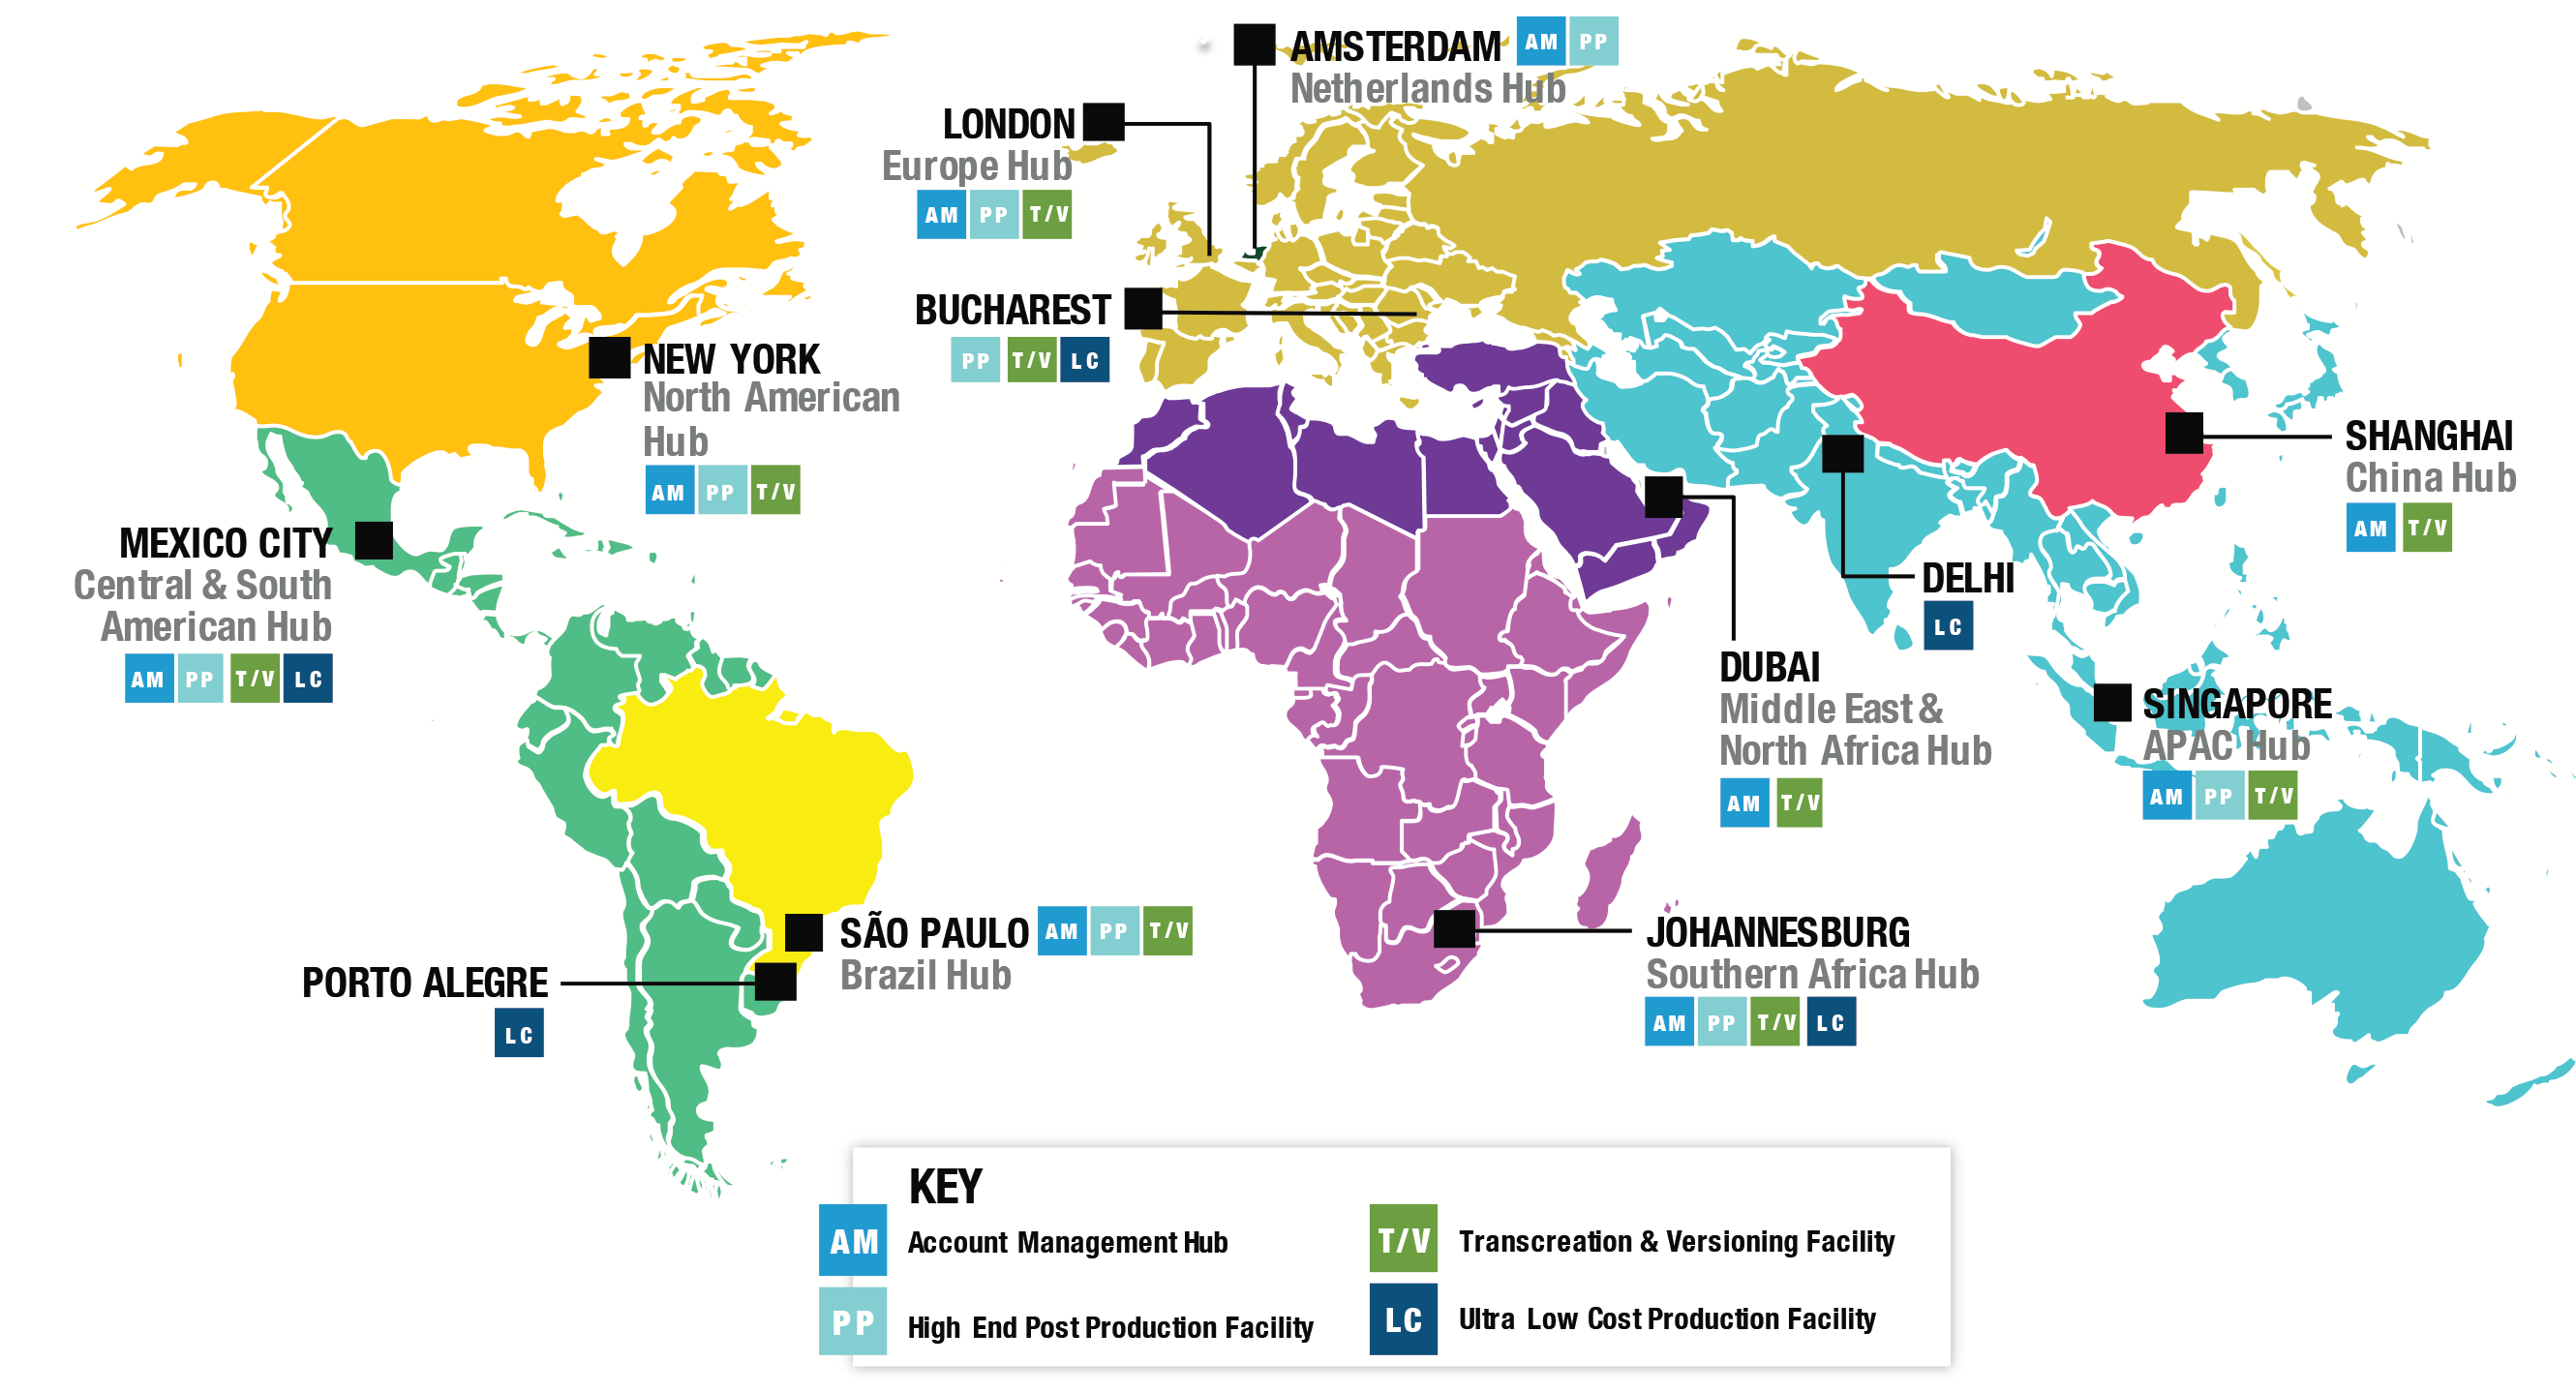 AMSTERDAM AM PP
Netherlands Hub
LONDON
Europe Hub
AM PP T/V
BUCHAREST
PP T/V LC
NEW YORK
North American
Hub
AM PP T/V
MEXICO CITY
Central & South
American Hub
AM PP T/V LC
SHANGHAI
China Hub
AM T/V
DELHI
LC
DUBAI
Middle East &
North Africa Hub
AM T/V
SINGAPORE
APAC Hub
AM PP T/V
SÃO PAULO AM PP T/V
Brazil Hub
PORTO ALEGRE
LC
JOHANNESBURG
Southern Africa Hub
AM PP T/V LC
KEY
AM Account Management Hub
T/V Transcreation & Versioning Facility
PP High End Post Production Facility
LC Ultra Low Cost Production Facility